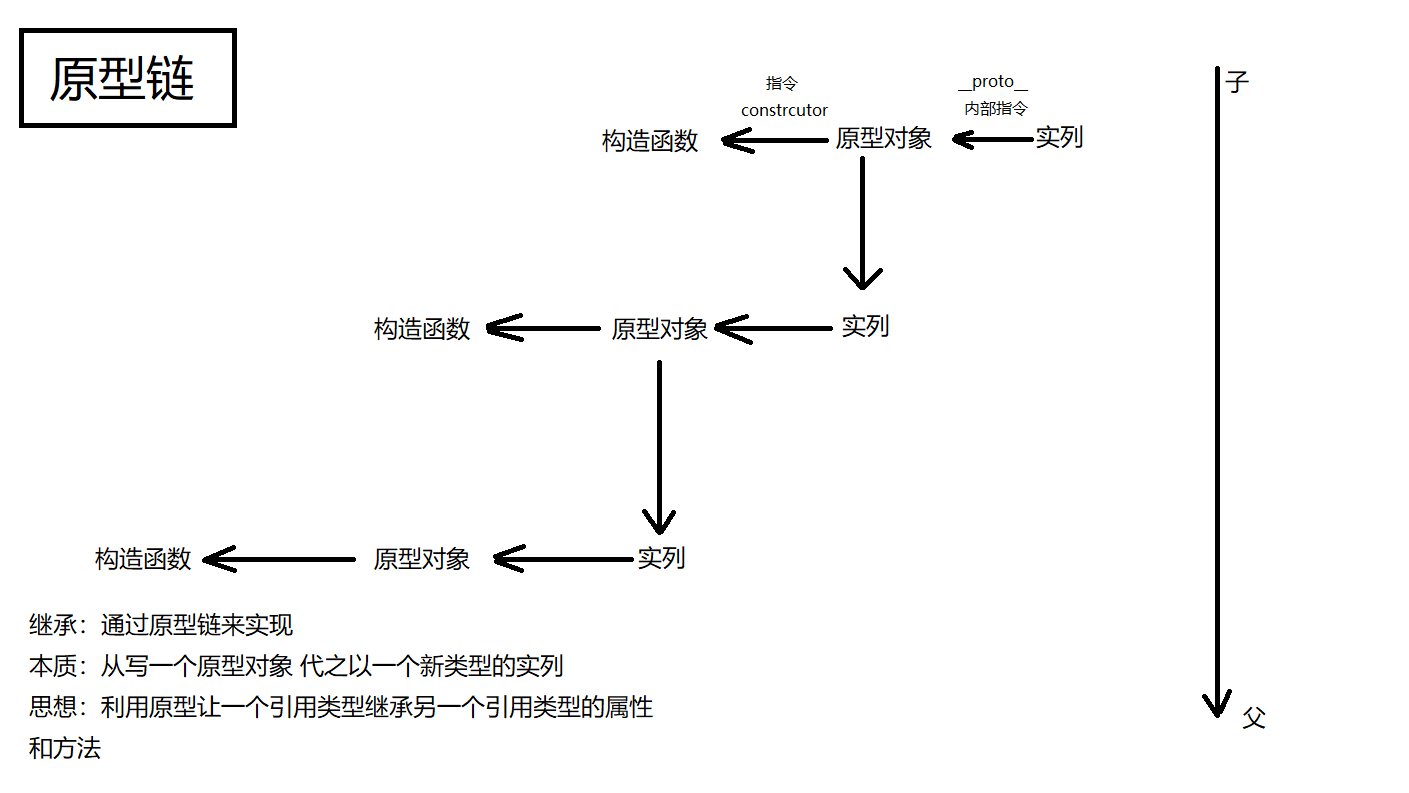 原型链
子
指令
constrcutor
__proto__
内部指令
构造函数
原型对象
实列
构造函数
原型对象
实列
构造函数
原型对象
实列
继承：通过原型链来实现
本质：从写一个原型对象 代之以一个新类型的实列
思想：利用原型让一个引用类型继承另一个引用类型的属性
和方法
父